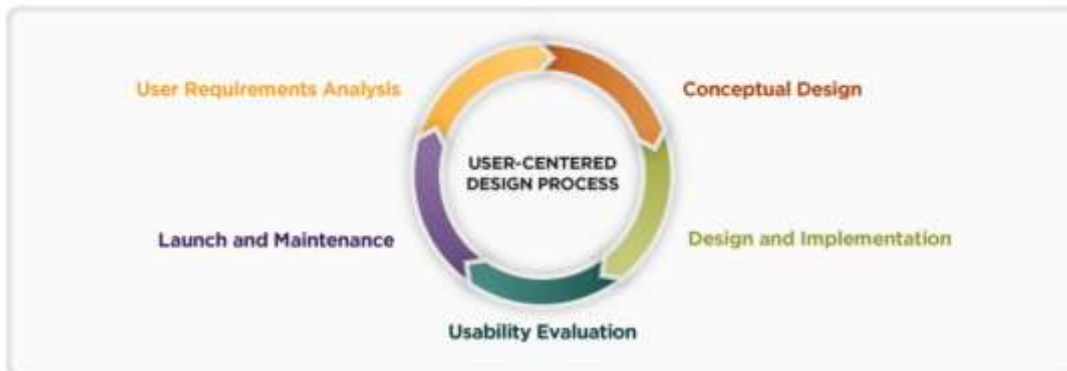 User Requirements Analysis
Conceptual Design
USER-CENTERED
DESIGN PROCESS
Launch and Maintenance
Design and Implementation
Usability Evaluation